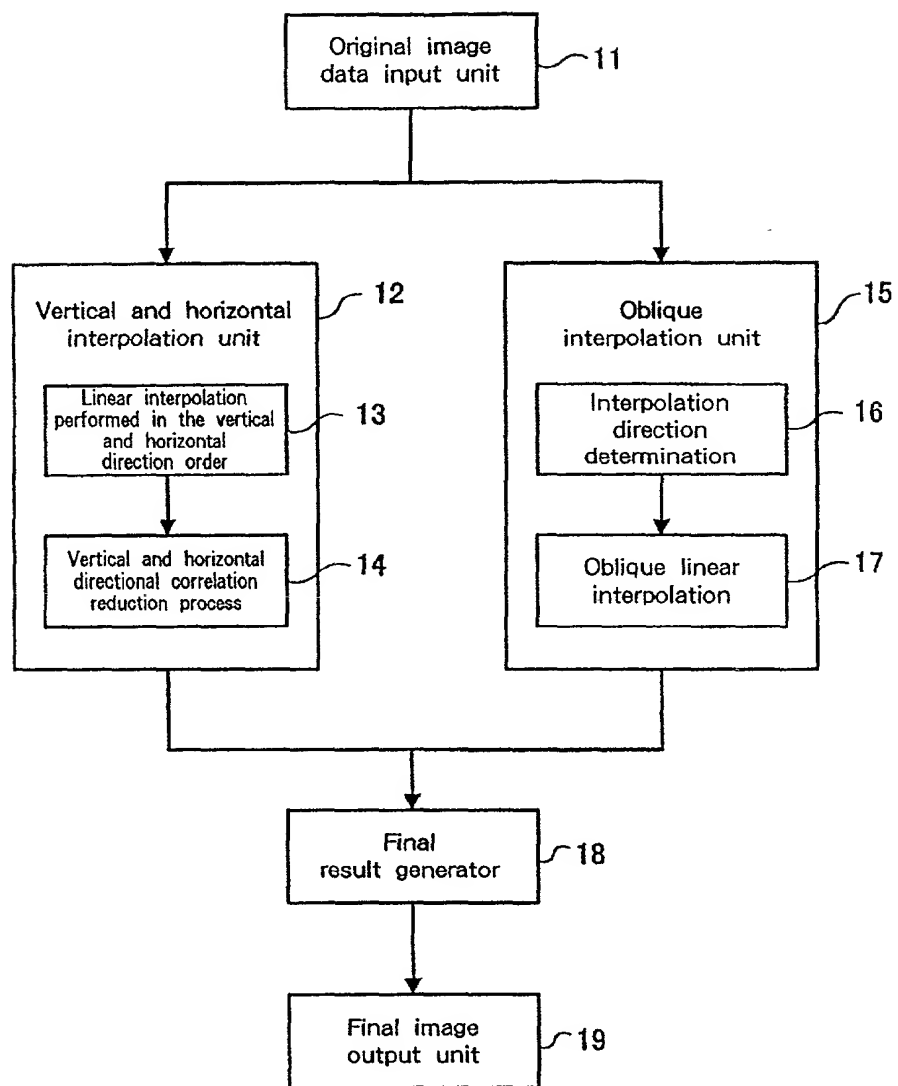 Original image
data input unit
11
Vertical and horizontal
interpolation unit
12
Linear interpolation
performed in the vertical
and horizontal
direction order
13
Vertical and horizontal
directional correlation
reduction process
14
Oblique
interpolation unit
15
Interpolation
direction
determination
16
Oblique linear
interpolation
17
Final
result generator
18
Final image
output unit
19